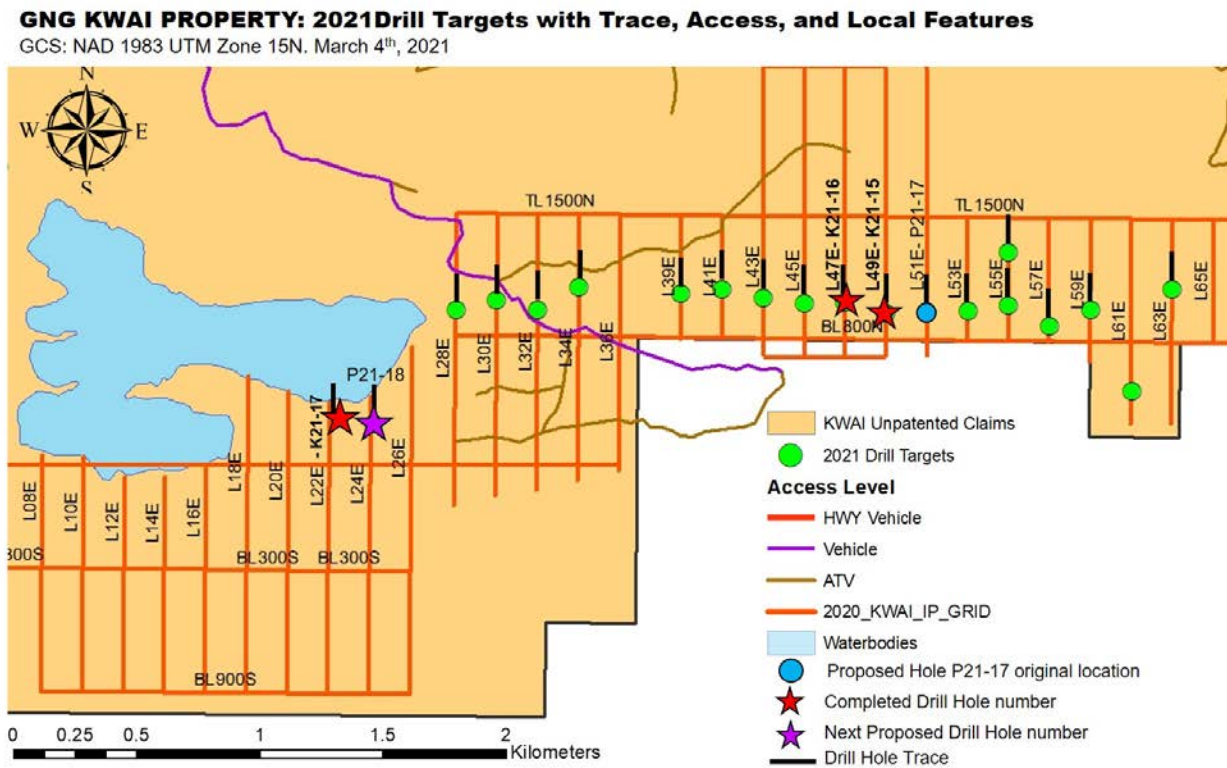 GNG KWAI PROPERTY: 2021Drill Targets with Trace, Access, and Local Features
GCS: NAD 1983 UTM Zone 15N. March 4th, 2021
N
W
E
S
TL1500N
TL1500N
L39E
L41E
L43E
L45E
L47E- K21-16
L49E- K21-15
L51E- P21-17
L53E
L55E
L57E
L59E
L61E
L63E
L65E
BL800N
L28E
L30E
L32E
L34E
L36E
P21-18
L08E
L10E
L12E
L14E
L16E
L18E
L20E
L22E - K21-17
L24E
L26E
300S
BL300S
BL300S
BL900S
KWAI Unpatented Claims
2021 Drill Targets
Access Level
HWY Vehicle
Vehicle
ATV
2020_KWAI_IP_GRID
Waterbodies
Proposed Hole P21-17 original location
Completed Drill Hole number
Next Proposed Drill Hole number
Drill Hole Trace
0 0.25 0.5 1 1.5 2
Kilometers